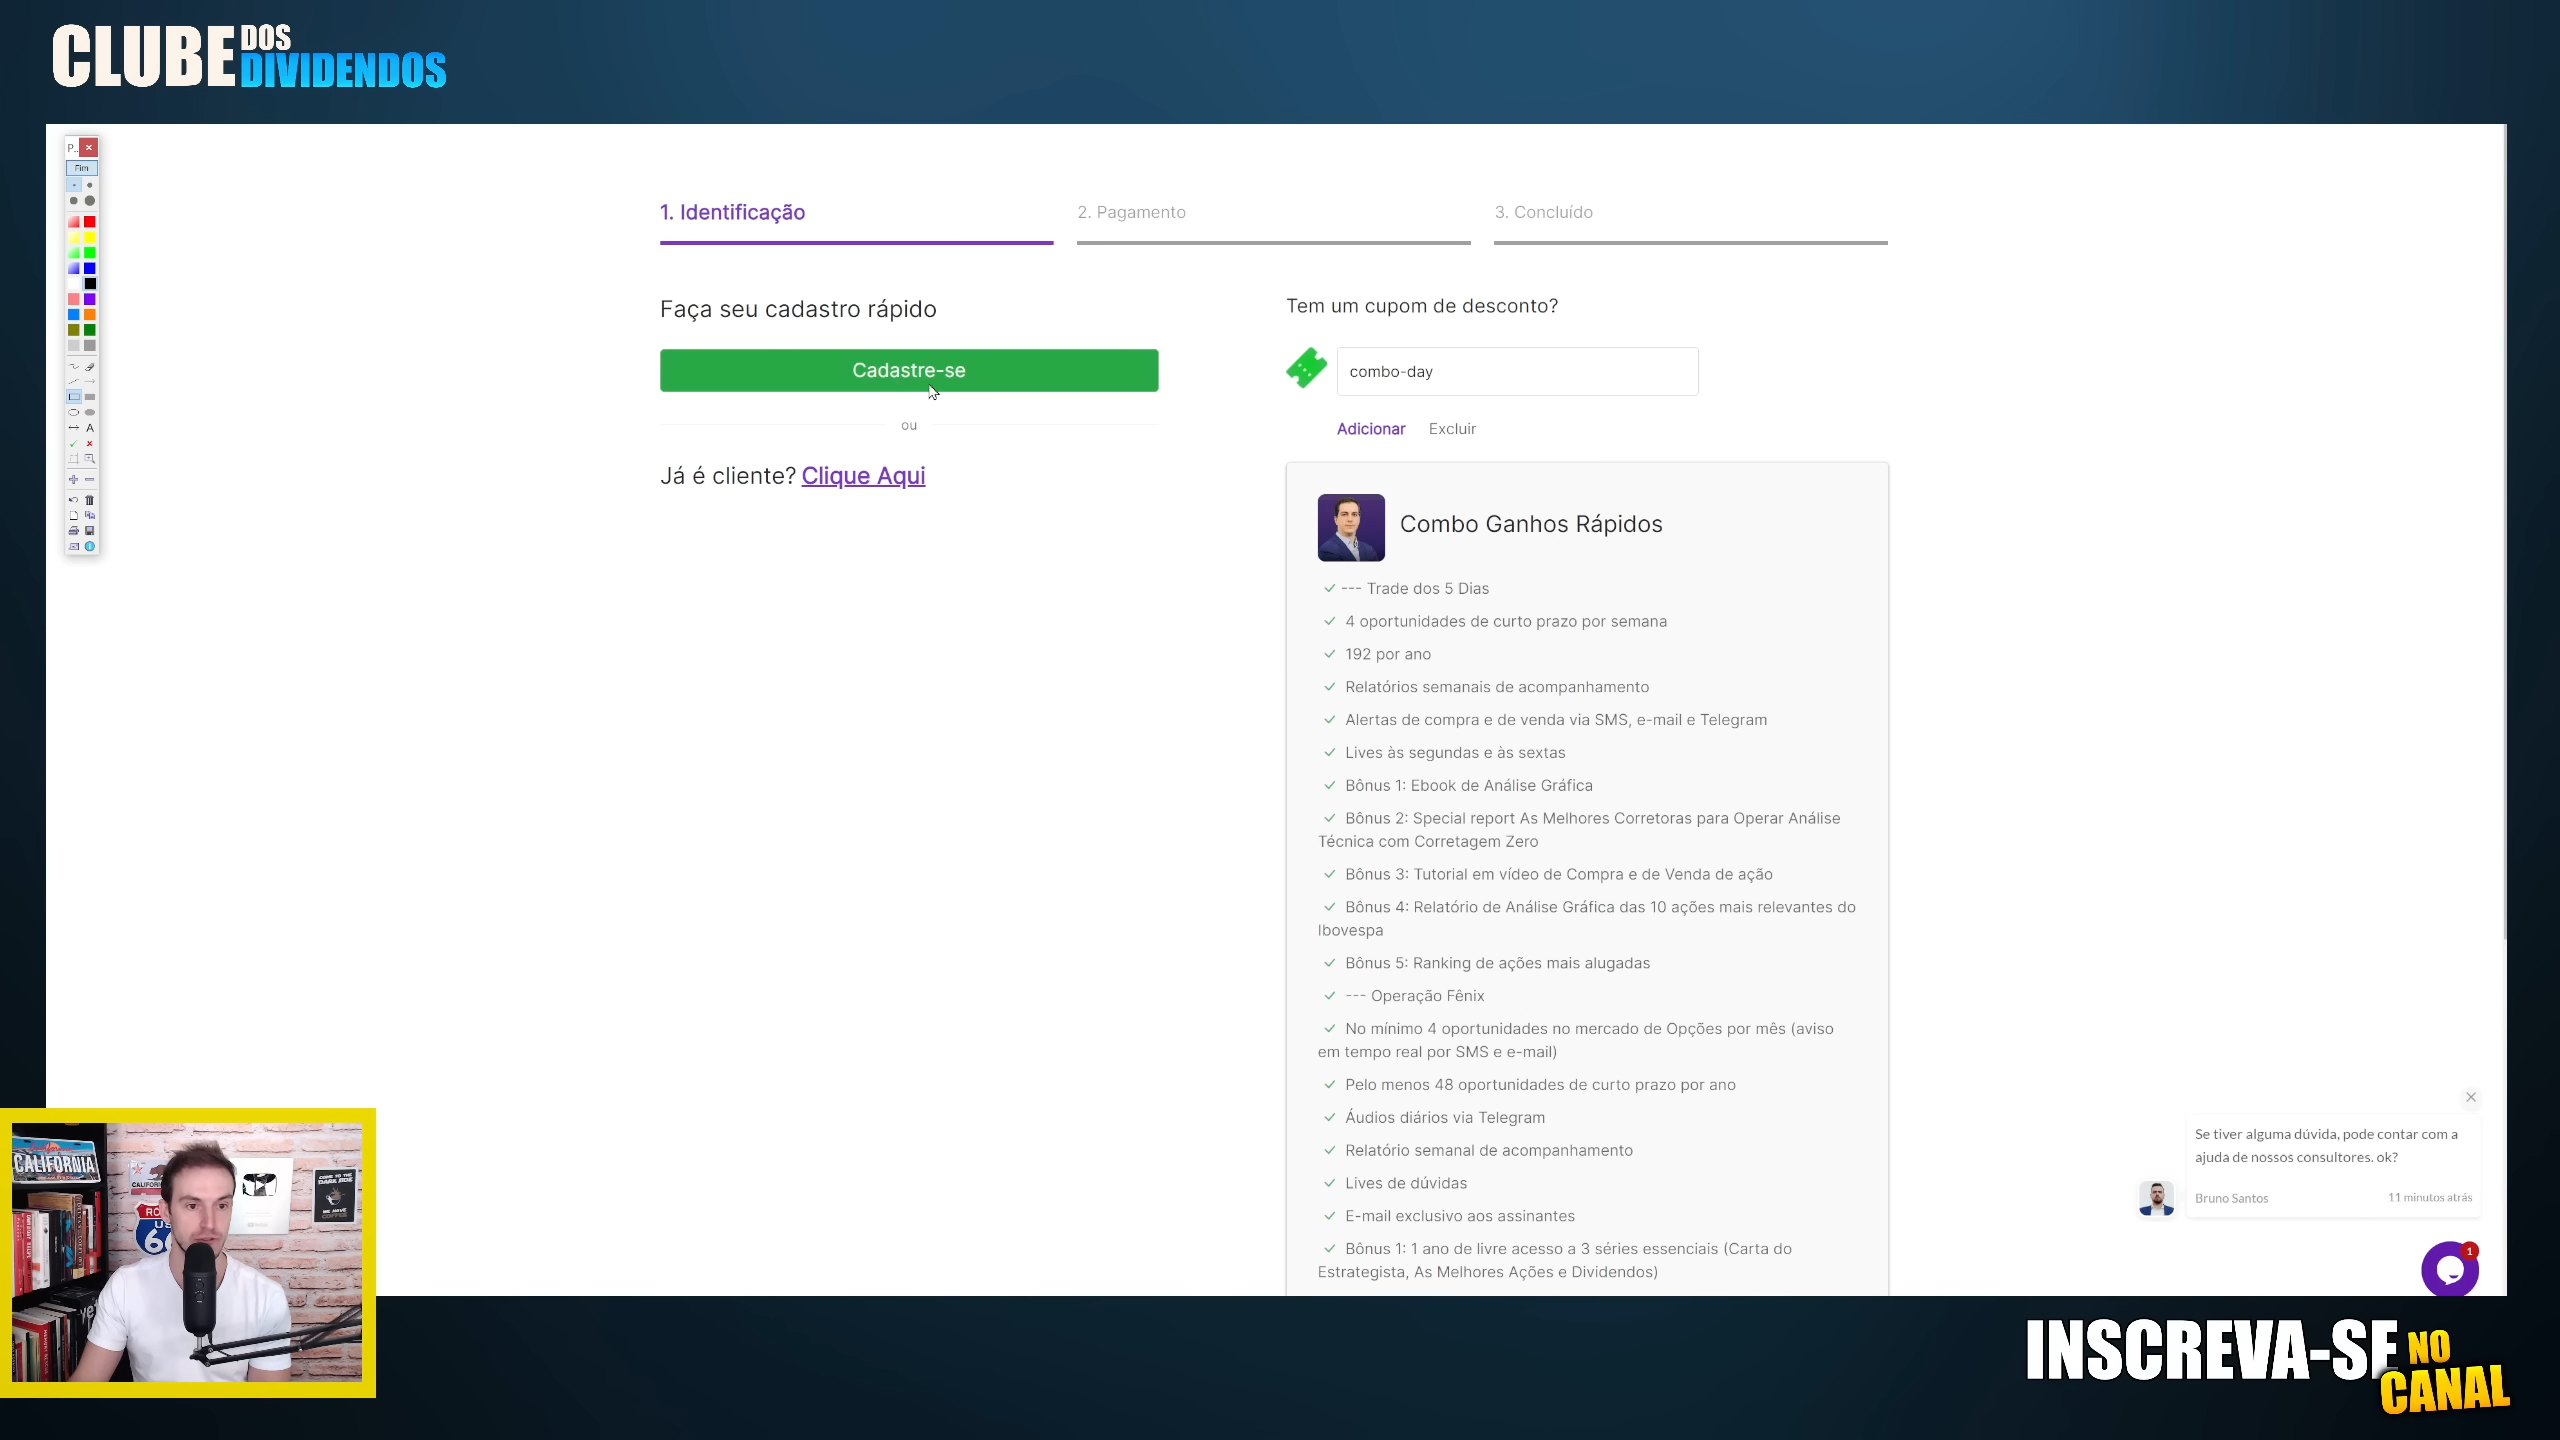 CLUBE DOS DIVIDENDOS
P..
Fim
A
1. Identificação
2. Pagamento
3. Concluído
Faça seu cadastro rápido
Cadastre-se
ou
Já é cliente? Clique Aqui
Tem um cupom de desconto?
combo-day
Adicionar
Excluir
Combo Ganhos Rápidos
--- Trade dos 5 Dias
4 oportunidades de curto prazo por semana
192 por ano
Relatórios semanais de acompanhamento
Alertas de compra e de venda via SMS, e-mail e Telegram
Lives às segundas e às sextas
Bônus 1: Ebook de Análise Gráfica
Bônus 2: Special report As Melhores Corretoras para Operar Análise
Técnica com Corretagem Zero
Bônus 3: Tutorial em vídeo de Compra e de Venda de ação
Bônus 4: Relatório de Análise Gráfica das 10 ações mais relevantes do
Ibovespa
Bônus 5: Ranking de ações mais alugadas
--- Operação Fênix
No mínimo 4 oportunidades no mercado de Opções por mês (aviso
em tempo real por SMS e e-mail)
Pelo menos 48 oportunidades de curto prazo por ano
Áudios diários via Telegram
Relatório semanal de acompanhamento
Lives de dúvidas
E-mail exclusivo aos assinantes
Bônus 1: 1 ano de livre acesso a 3 séries essenciais (Carta do
Estrategista, As Melhores Ações e Dividendos)
Se tiver alguma dúvida, pode contar com a
ajuda de nossos consultores. ok?
Bruno Santos
11 minutos atrás
1
CALIFORNIA
INSCREVA-SE NO
CANAL